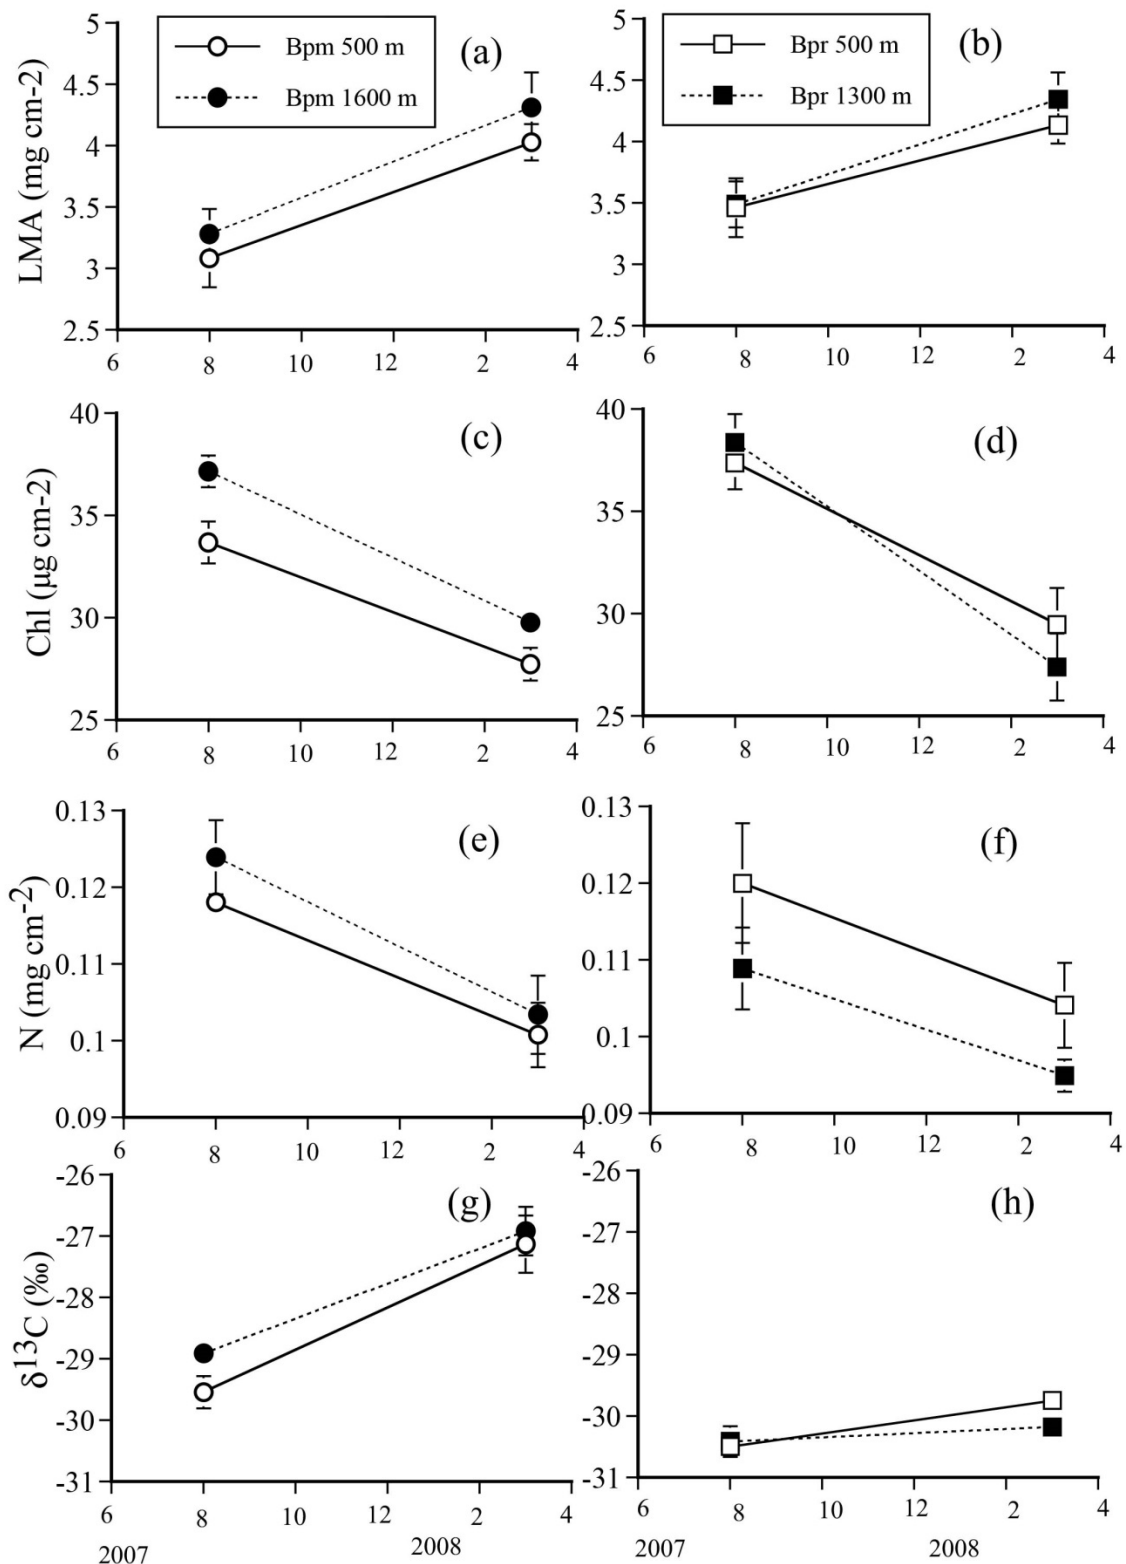 Bpm 500 m
Bpm 1600 m
(a)
LMA (mg cm-2)
5
4.5
4
3.5
3
2.5
6 8 10 12 2 4
Bpr 500 m
Bpr 1300 m
(b)
5
4.5
4
3.5
3
2.5
6 8 10 12 2 4
(c)
Chl (µg cm-2)
40
35
30
25
6 8 10 12 2 4
(d)
40
35
30
25
6 8 10 12 2 4
(e)
N (mg cm-2)
0.13
0.12
0.11
0.1
0.09
6 8 10 12 2 4
(f)
0.13
0.12
0.11
0.1
0.09
6 8 10 12 2 4
(g)
δ13C (‰)
-26
-27
-28
-29
-30
-31
6 8 10 12 2 4
2007 2008
(h)
-26
-27
-28
-29
-30
-31
6 8 10 12 2 4
2007 2008